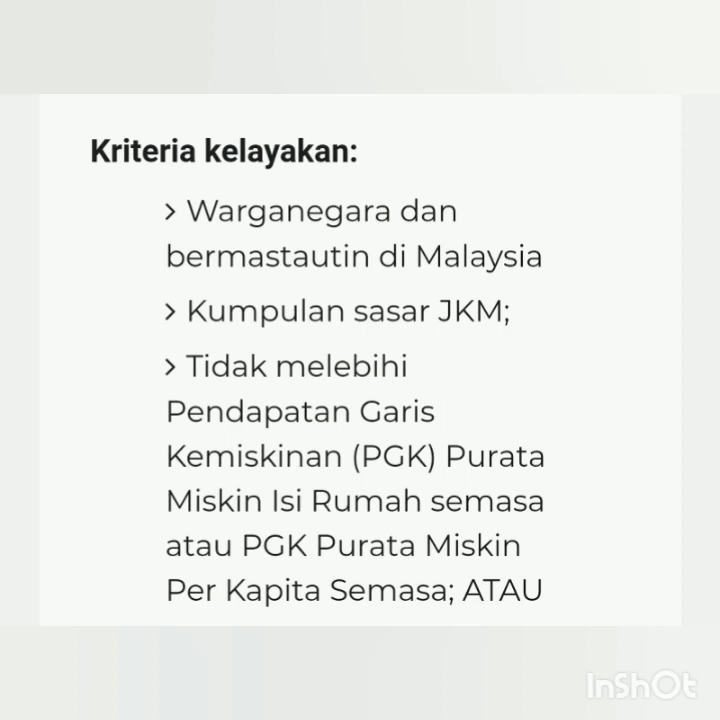 Kriteria kelayakan:
> Warganegara dan
bermastautin di Malaysia
> Kumpulan sasar JKM;
> Tidak melebihi
Pendapatan Garis
Kemiskinan (PGK) Purata
Miskin Isi Rumah semasa
atau PGK Purata Miskin
Per Kapita Semasa; ATAU
InShOt